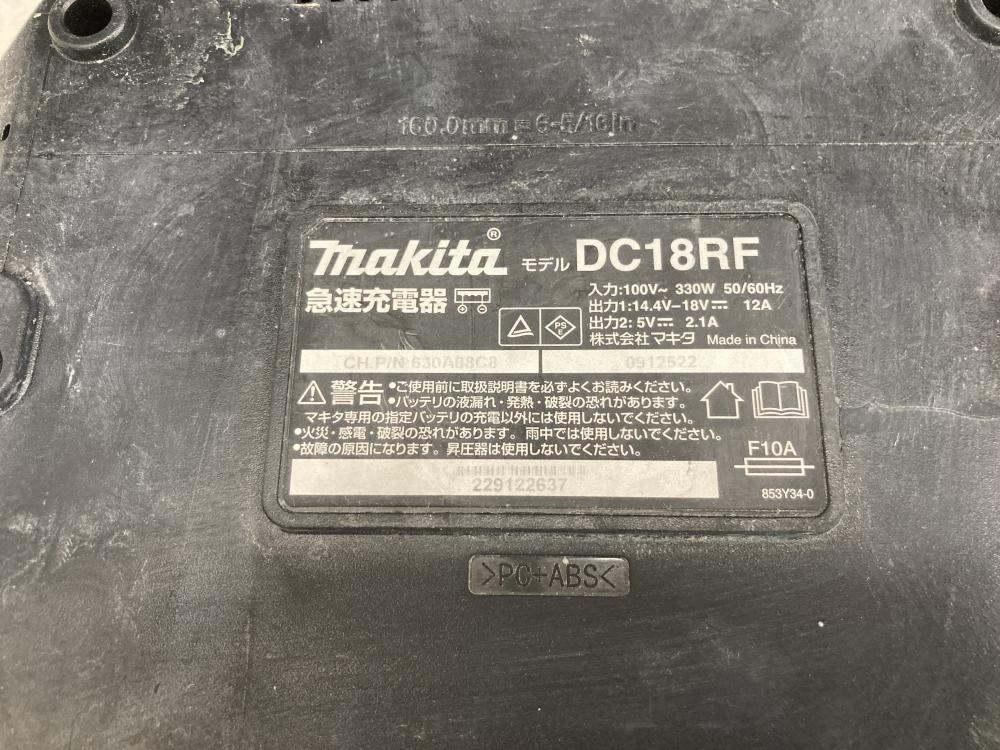 160.0mm = 6-5/16in
makita® モデル DC18RF
急速充電器
入力:100V~ 330W 50/60Hz
出力1:14.4V-18V⎓ 12A
出力2: 5V⎓ 2.1A
株式会社マキタ Made in China
PS
E
CH.P/N 630A88C8
0912522
警告 •ご使用前に取扱説明書を必ずよくお読みください。
•バッテリの液漏れ・発熱・破裂の恐れがあります。
マキタ専用の指定バッテリの充電以外には使用しないでください。
•火災・感電・破裂の恐れがあります。雨中では使用しないでください。
•故障の原因になります。昇圧器は使用しないでください。
F10A
229122637
853Y34-0
>PC+ABS<